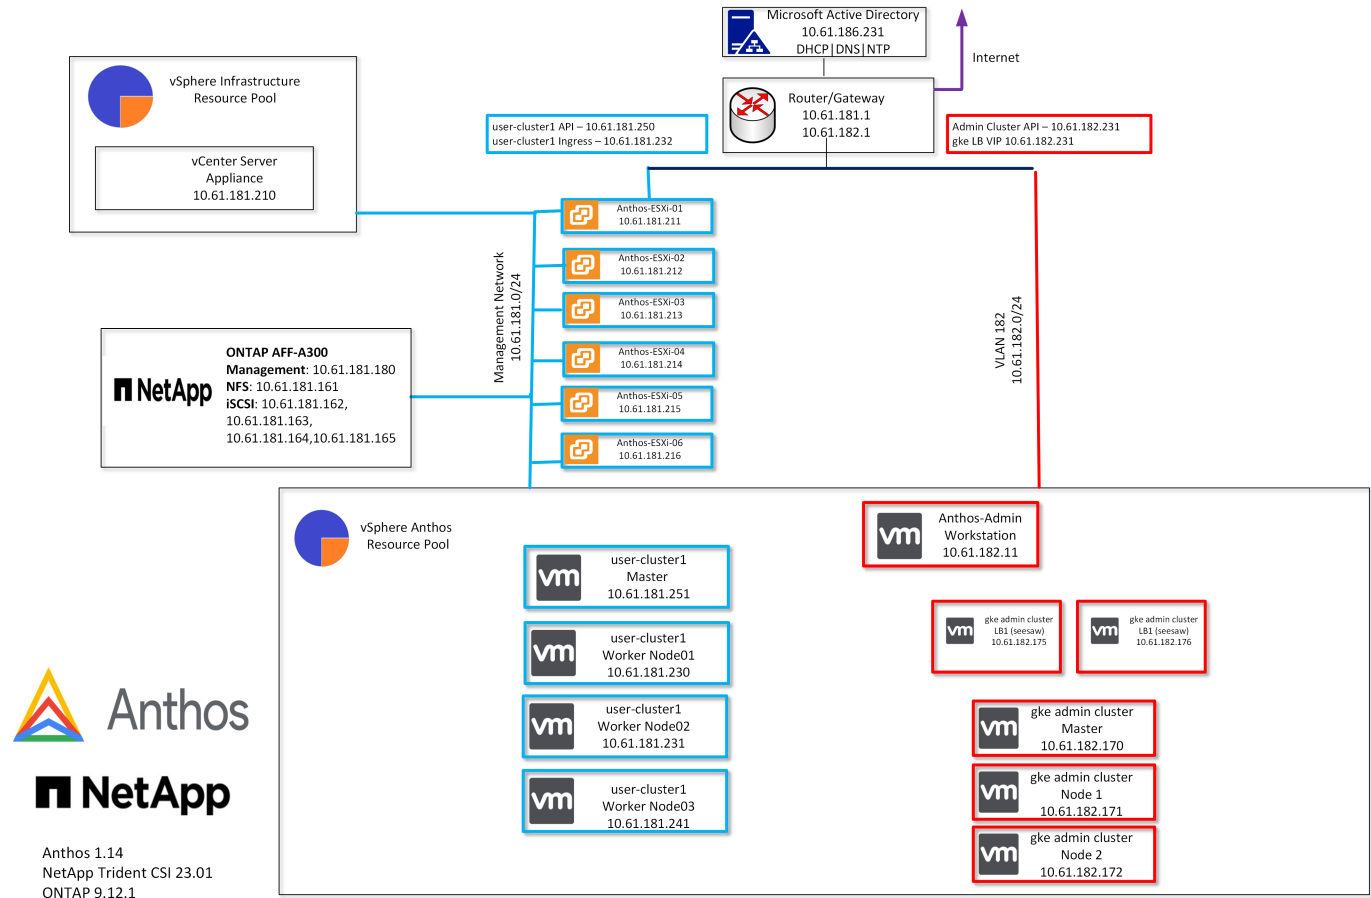 Microsoft Active Directory
10.61.186.231
DHCP|DNS|NTP
Internet
Router/Gateway
10.61.181.1
10.61.182.1
vSphere Infrastructure
Resource Pool
vCenter Server
Appliance
10.61.181.210
user-cluster1 API – 10.61.181.250
user-cluster1 Ingress – 10.61.181.232
Admin Cluster API – 10.61.182.231
gke LB VIP 10.61.182.231
Anthos-ESXi-01
10.61.181.211
Anthos-ESXi-02
10.61.181.212
Anthos-ESXi-03
10.61.181.213
Anthos-ESXi-04
10.61.181.214
Anthos-ESXi-05
10.61.181.215
Anthos-ESXi-06
10.61.181.216
Management Network
10.61.181.0/24
VLAN 182
10.61.182.0/24
NetApp
ONTAP AFF-A300
Management: 10.61.181.180
NFS: 10.61.181.161
iSCSI: 10.61.181.162,
10.61.181.163,
10.61.181.164,10.61.181.165
vSphere Anthos
Resource Pool
vm
user-cluster1
Master
10.61.181.251
vm
user-cluster1
Worker Node01
10.61.181.230
vm
user-cluster1
Worker Node02
10.61.181.231
vm
user-cluster1
Worker Node03
10.61.181.241
vm
Anthos-Admin
Workstation
10.61.182.11
vm
gke admin cluster
LB1 (seesaw)
10.61.182.175
vm
gke admin cluster
LB1 (seesaw)
10.61.182.176
vm
gke admin cluster
Master
10.61.182.170
vm
gke admin cluster
Node 1
10.61.182.171
vm
gke admin cluster
Node 2
10.61.182.172
Anthos
NetApp
Anthos 1.14
NetApp Trident CSI 23.01
ONTAP 9.12.1